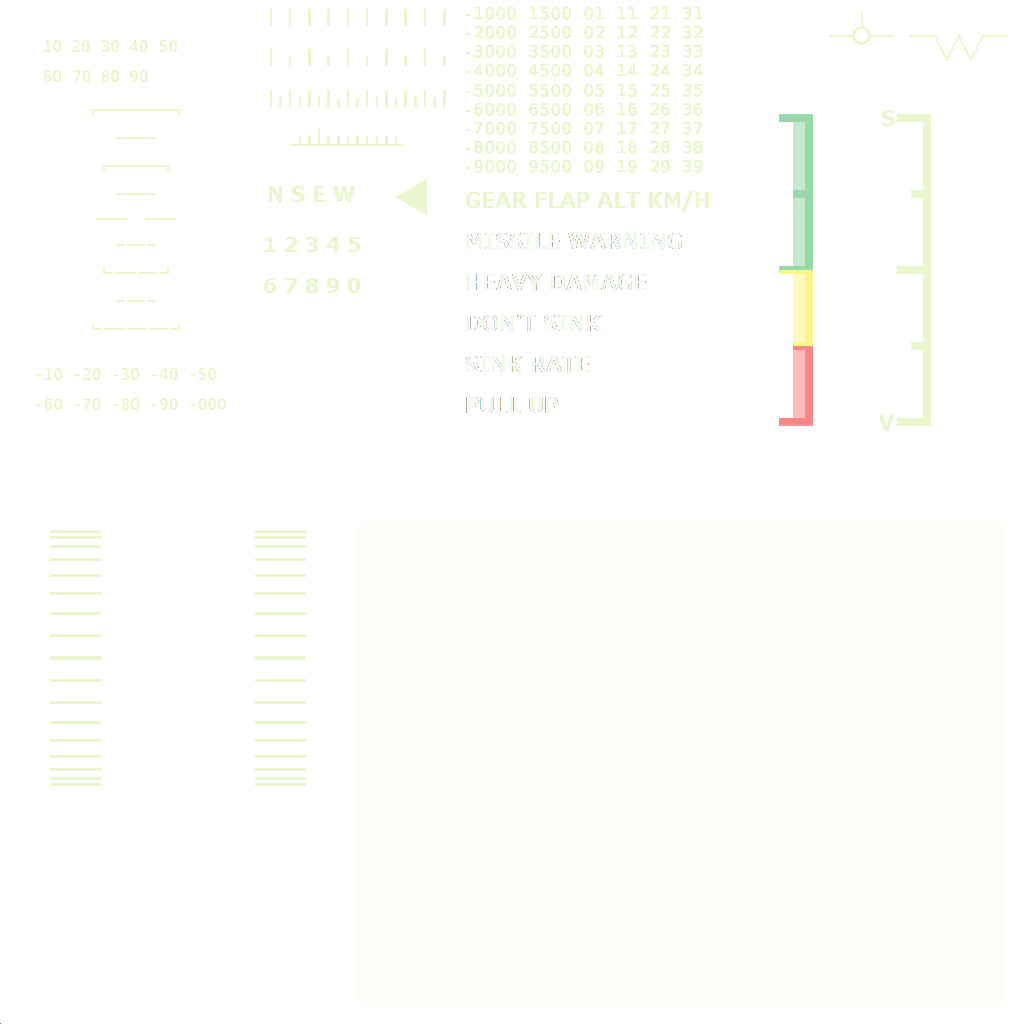 10 20 30 40 50
60 70 80 90
-10 -20 -30 -40 -50
-60 -70 -80 -90 -000
N S E W
1 2 3 4 5
6 7 8 9 0
-1000 1500 01 11 21 31
-2000 2500 02 12 22 32
-3000 3500 03 13 23 33
-4000 4500 04 14 24 34
-5000 5500 05 15 25 35
-6000 6500 06 16 26 36
-7000 7500 07 17 27 37
-8000 8500 08 18 28 38
-9000 9500 09 19 29 39
GEAR FLAP ALT KM/H
MISSILE WARNING
HEAVY DAMAGE
DON'T SINK
SINK RATE
PULL UP
S
V